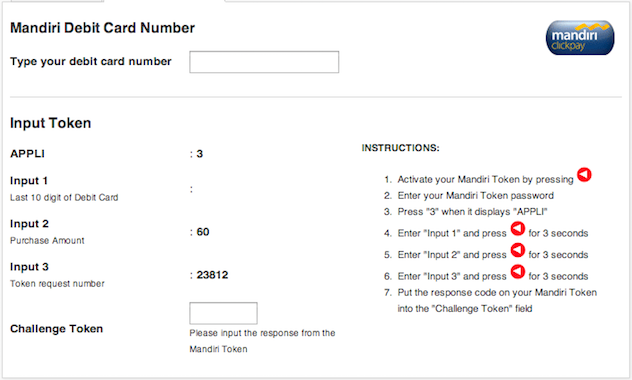 Mandiri Debit Card Number
mandiri
clickpay
Type your debit card number
Input Token
APPLI : 3
Input 1 :
Last 10 digit of Debit Card
Input 2 : 60
Purchase Amount
Input 3 : 23812
Token request number
Challenge Token
Please input the response from the
Mandiri Token
INSTRUCTIONS:
1. Activate your Mandiri Token by pressing
2. Enter your Mandiri Token password
3. Press "3" when it displays "APPLI"
4. Enter "Input 1" and press for 3 seconds
5. Enter "Input 2" and press for 3 seconds
6. Enter "Input 3" and press for 3 seconds
7. Put the response code on your Mandiri Token
into the "Challenge Token" field